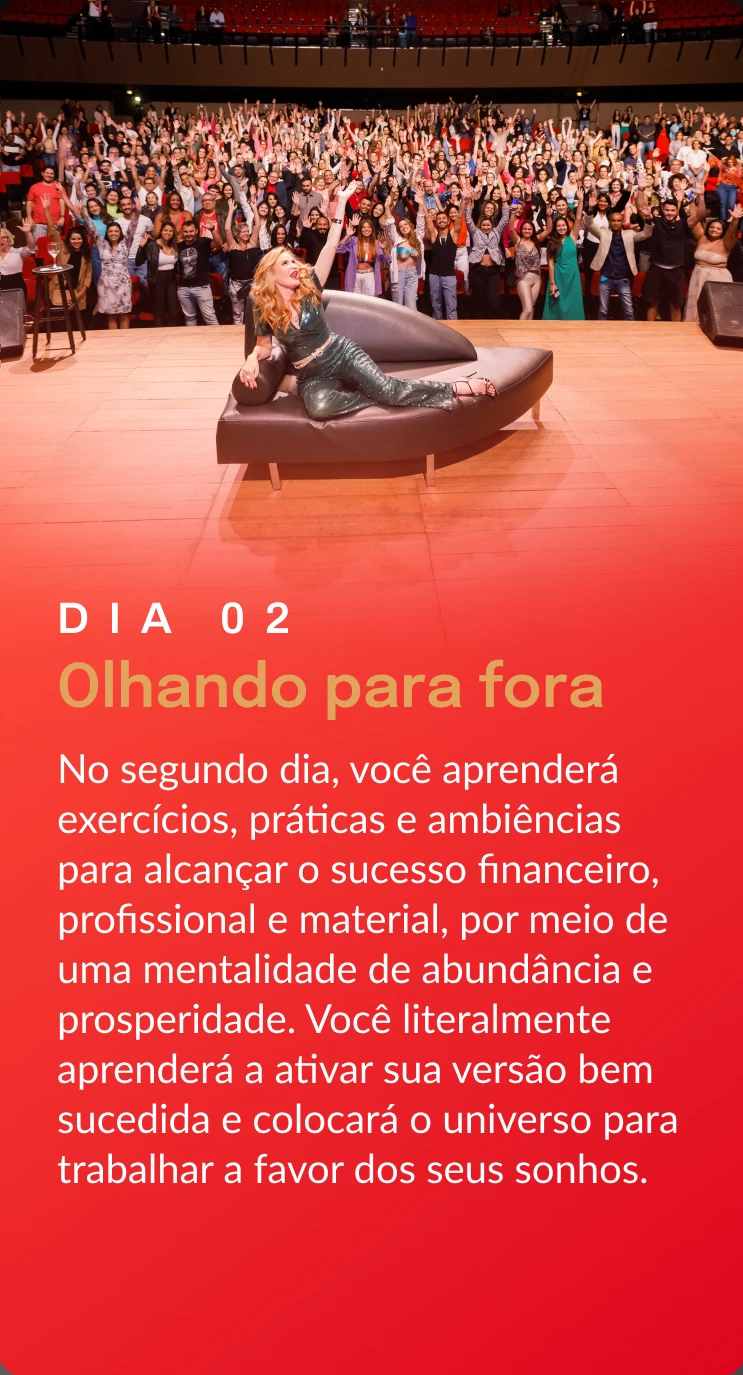 DIA 02
Olhando para fora
No segundo dia, você aprenderá
exercícios, práticas e ambiências
para alcançar o sucesso financeiro,
profissional e material, por meio de
uma mentalidade de abundância e
prosperidade. Você literalmente
aprenderá a ativar sua versão bem
sucedida e colocará o universo para
trabalhar a favor dos seus sonhos.